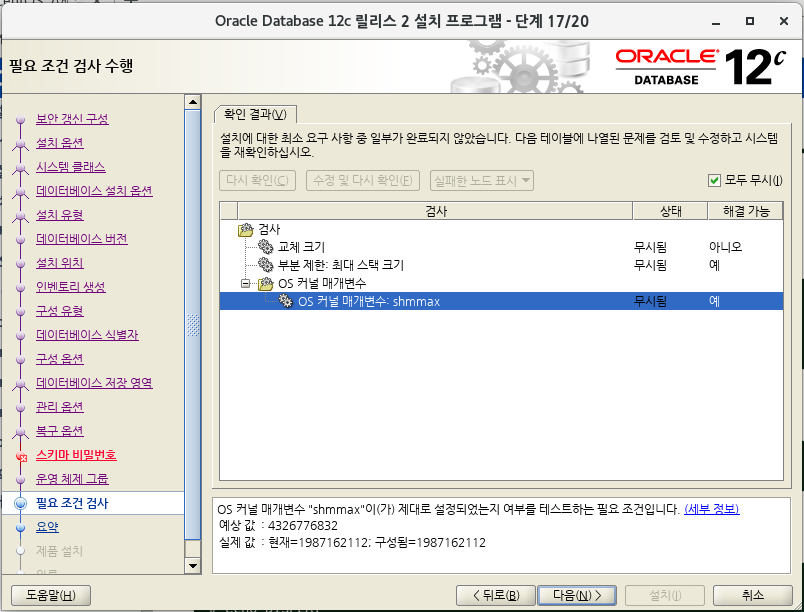 Oracle Database 12c 릴리스 2 설치 프로그램 - 단계 17/20
필요 조건 검사 수행
ORACLE®
DATABASE
12c
보안 갱신 구성
설치 옵션
시스템 클래스
데이터베이스 설치 옵션
설치 유형
데이터베이스 버전
설치 위치
인벤토리 생성
구성 유형
데이터베이스 식별자
구성 옵션
데이터베이스 저장 영역
관리 옵션
복구 옵션
스키마 비밀번호
운영 체제 그룹
필요 조건 검사
요약
제품 설치
확인 결과(V)
설치에 대한 최소 요구 사항 중 일부가 완료되지 않았습니다. 다음 테이블에 나열된 문제를 검토 및 수정하고 시스템
을 재확인하십시오.
다시 확인(C) 수정 및 다시 확인(F) 실패한 노드 표시 모두 무시(I)
검사 상태 해결 가능
검사
교체 크기 무시됨 아니오
부분 제한: 최대 스택 크기 무시됨 예
OS 커널 매개변수
OS 커널 매개변수: shmmax 무시됨 예
OS 커널 매개변수 "shmmax"이(가) 제대로 설정되었는지 여부를 테스트하는 필요 조건입니다. (세부 정보)
예상 값 : 4326776832
실제 값 : 현재=1987162112; 구성됨=1987162112
도움말(H) < 뒤로(B) 다음(N) > 설치(I) 취소